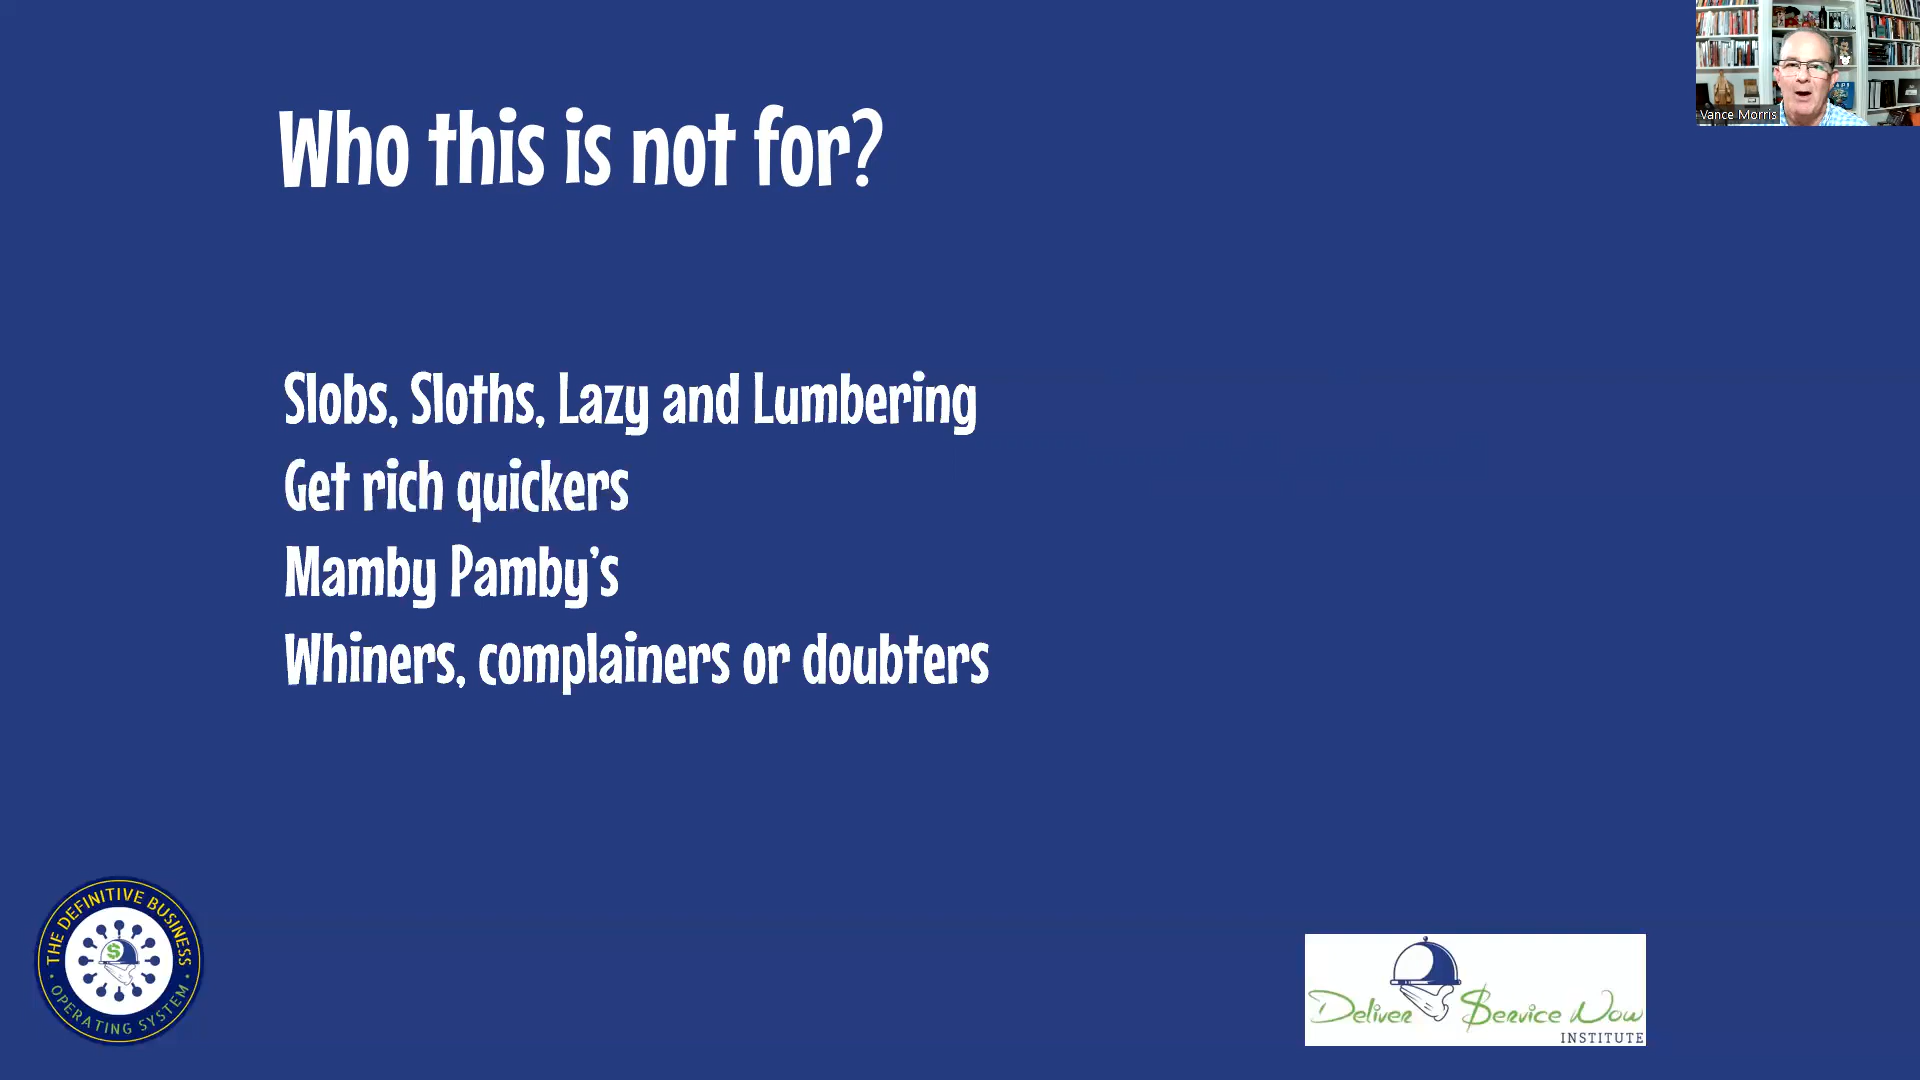 Who this is not for?
Vance Morris
Slobs, Sloths, Lazy and Lumbering
Get rich quickers
Mamby Pamby's
Whiners, complainers or doubters
THE DEFINITIVE BUSINESS
OPERATING SYSTEM
$
Deliver $ervice Now
INSTITUTE